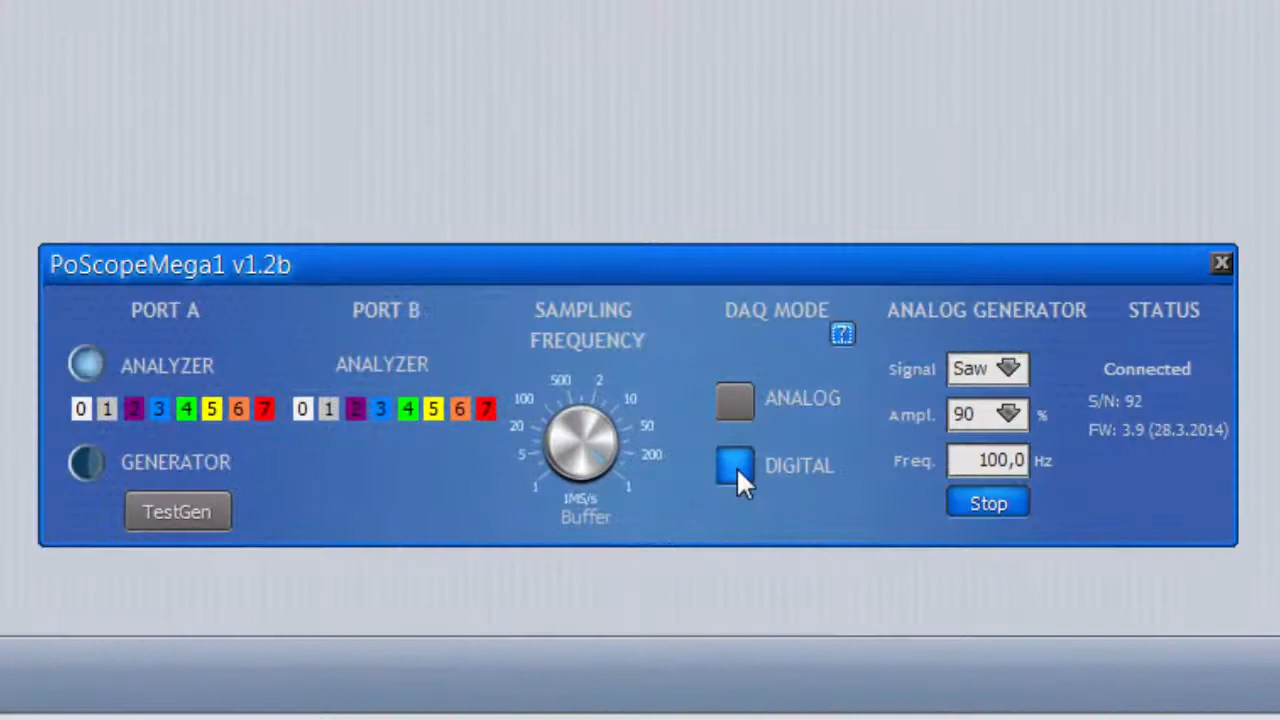 PoScopeMega1 v1.2b
X
PORT A
ANALYZER
0 1 2 3 4 5 6 7
GENERATOR
TestGen
PORT B
ANALYZER
0 1 2 3 4 5 6 7
SAMPLING
FREQUENCY
500 2
100 10
20 50
5 200
1 1
1MS/s
Buffer
DAQ MODE
?
ANALOG
DIGITAL
ANALOG GENERATOR
Signal Saw
Ampl. 90 %
Freq. 100,0 Hz
Stop
STATUS
Connected
S/N: 92
FW: 3.9 (28.3.2014)